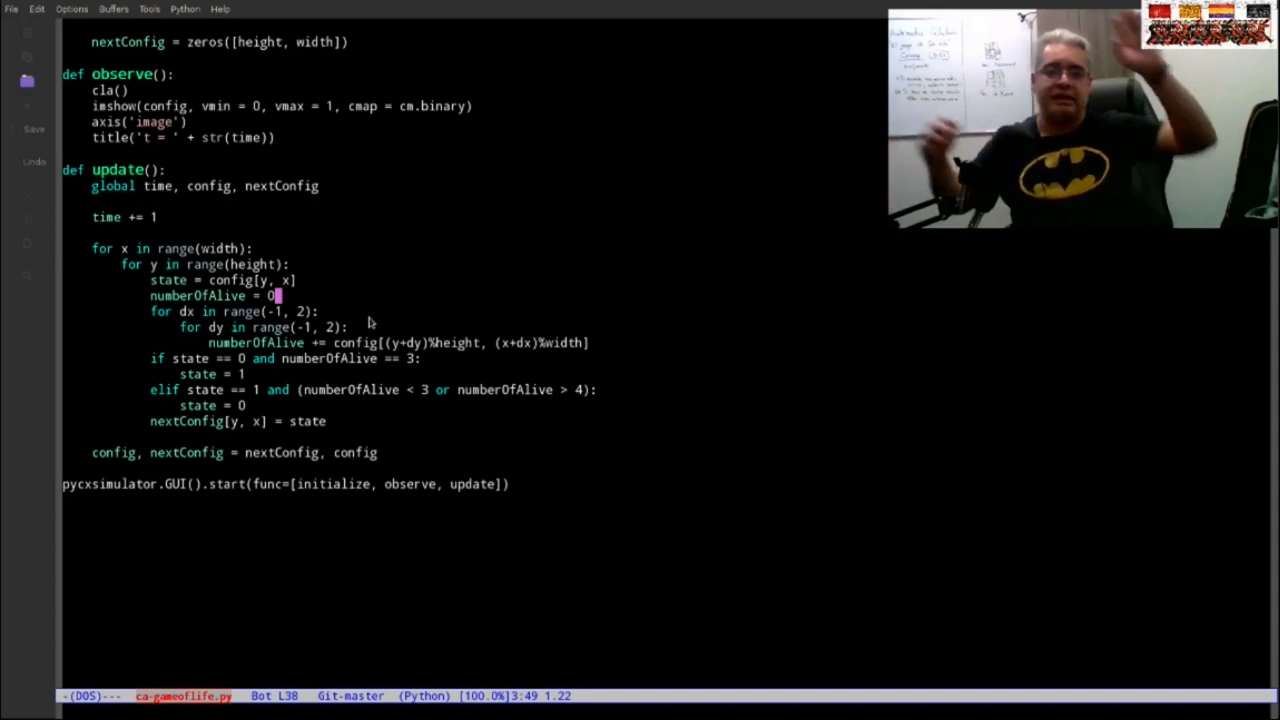 File Edit Options Buffers Tools Python Help
nextConfig = zeros([height, width])
def observe():
cla()
imshow(config, vmin = 0, vmax = 1, cmap = cm.binary)
axis('image')
title('t = ' + str(time))
def update():
global time, config, nextConfig
time += 1
for x in range(width):
for y in range(height):
state = config[y, x]
numberOfAlive = 0
for dx in range(-1, 2):
for dy in range(-1, 2):
numberOfAlive += config[(y+dy)%height, (x+dx)%width]
if state == 0 and numberOfAlive == 3:
state = 1
elif state == 1 and (numberOfAlive < 3 or numberOfAlive > 4):
state = 0
nextConfig[y, x] = state
config, nextConfig = nextConfig, config
pycxsimulator.GUI().start(func=[initialize, observe, update])
Save
Undo
-(DOS)--- ca-gameoflife.py Bot L38 Git-master (Python) [100.0%]3:49 1.22